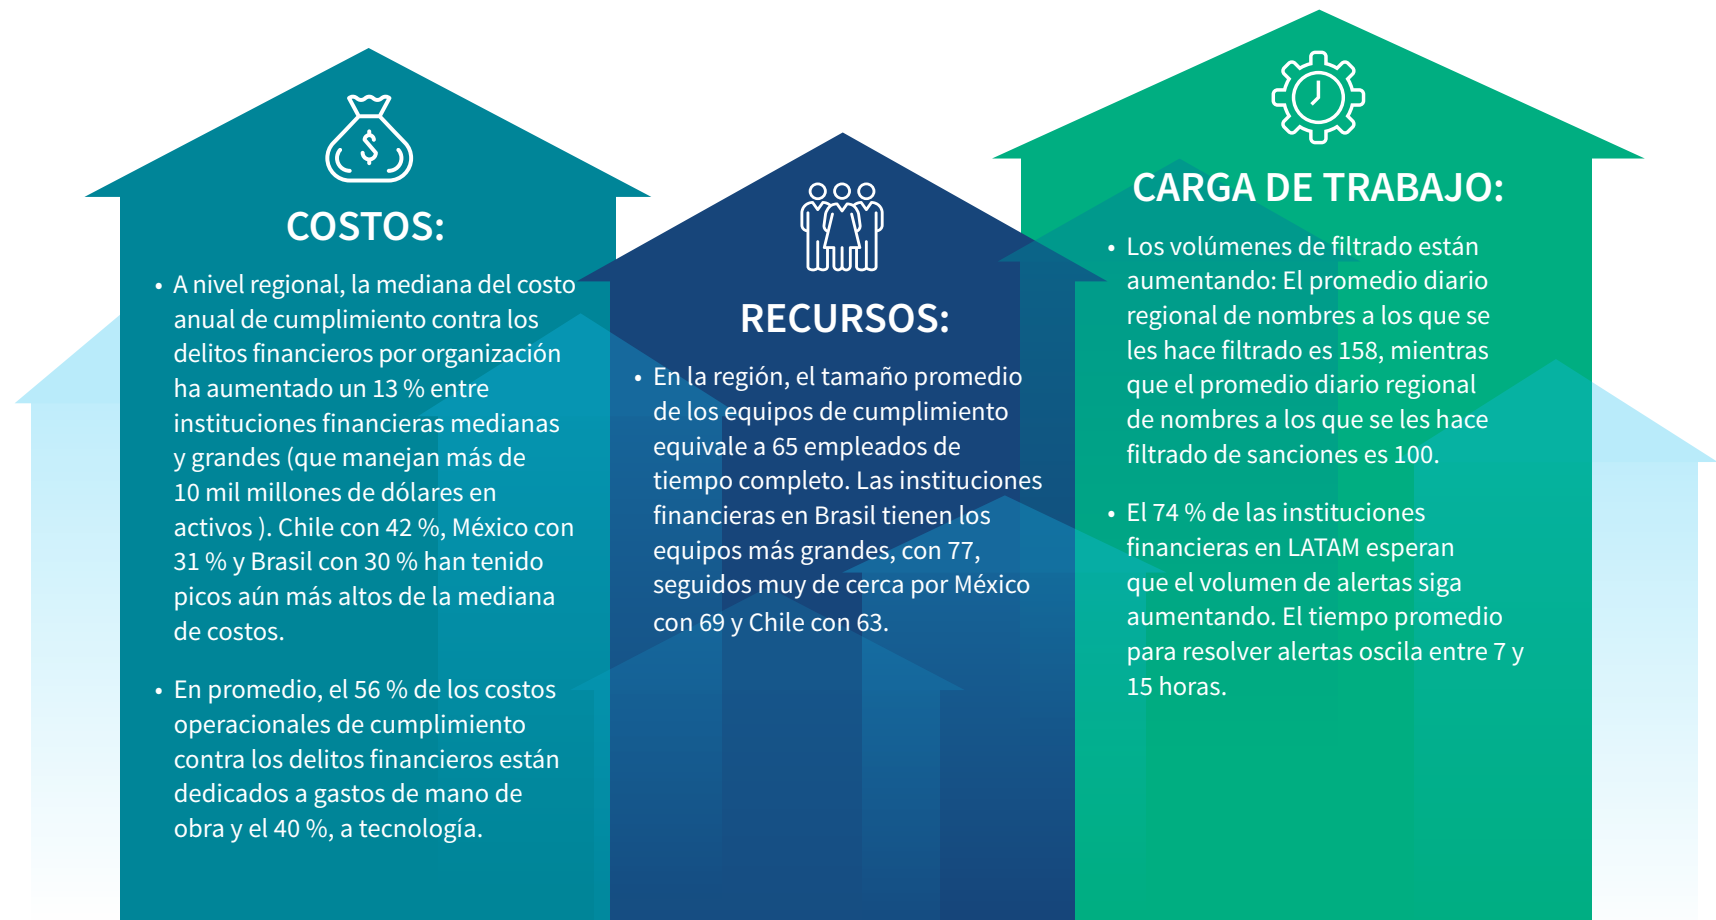 COSTOS:
• A nivel regional, la mediana del costo
anual de cumplimiento contra los
delitos financieros por organización
ha aumentado un 13 % entre
instituciones financieras medianas
y grandes (que manejan más de
10 mil millones de dólares en
activos ). Chile con 42 %, México con
31 % y Brasil con 30 % han tenido
picos aún más altos de la mediana
de costos.
• En promedio, el 56 % de los costos
operacionales de cumplimiento
contra los delitos financieros están
dedicados a gastos de mano de
obra y el 40 %, a tecnología.
RECURSOS:
• En la región, el tamaño promedio
de los equipos de cumplimiento
equivale a 65 empleados de
tiempo completo. Las instituciones
financieras en Brasil tienen los
equipos más grandes, con 77,
seguidos muy de cerca por México
con 69 y Chile con 63.
CARGA DE TRABAJO:
• Los volúmenes de filtrado están
aumentando: El promedio diario
regional de nombres a los que se
les hace filtrado es 158, mientras
que el promedio diario regional
de nombres a los que se les hace
filtrado de sanciones es 100.
• El 74 % de las instituciones
financieras en LATAM esperan
que el volumen de alertas siga
aumentando. El tiempo promedio
para resolver alertas oscila entre 7 y
15 horas.